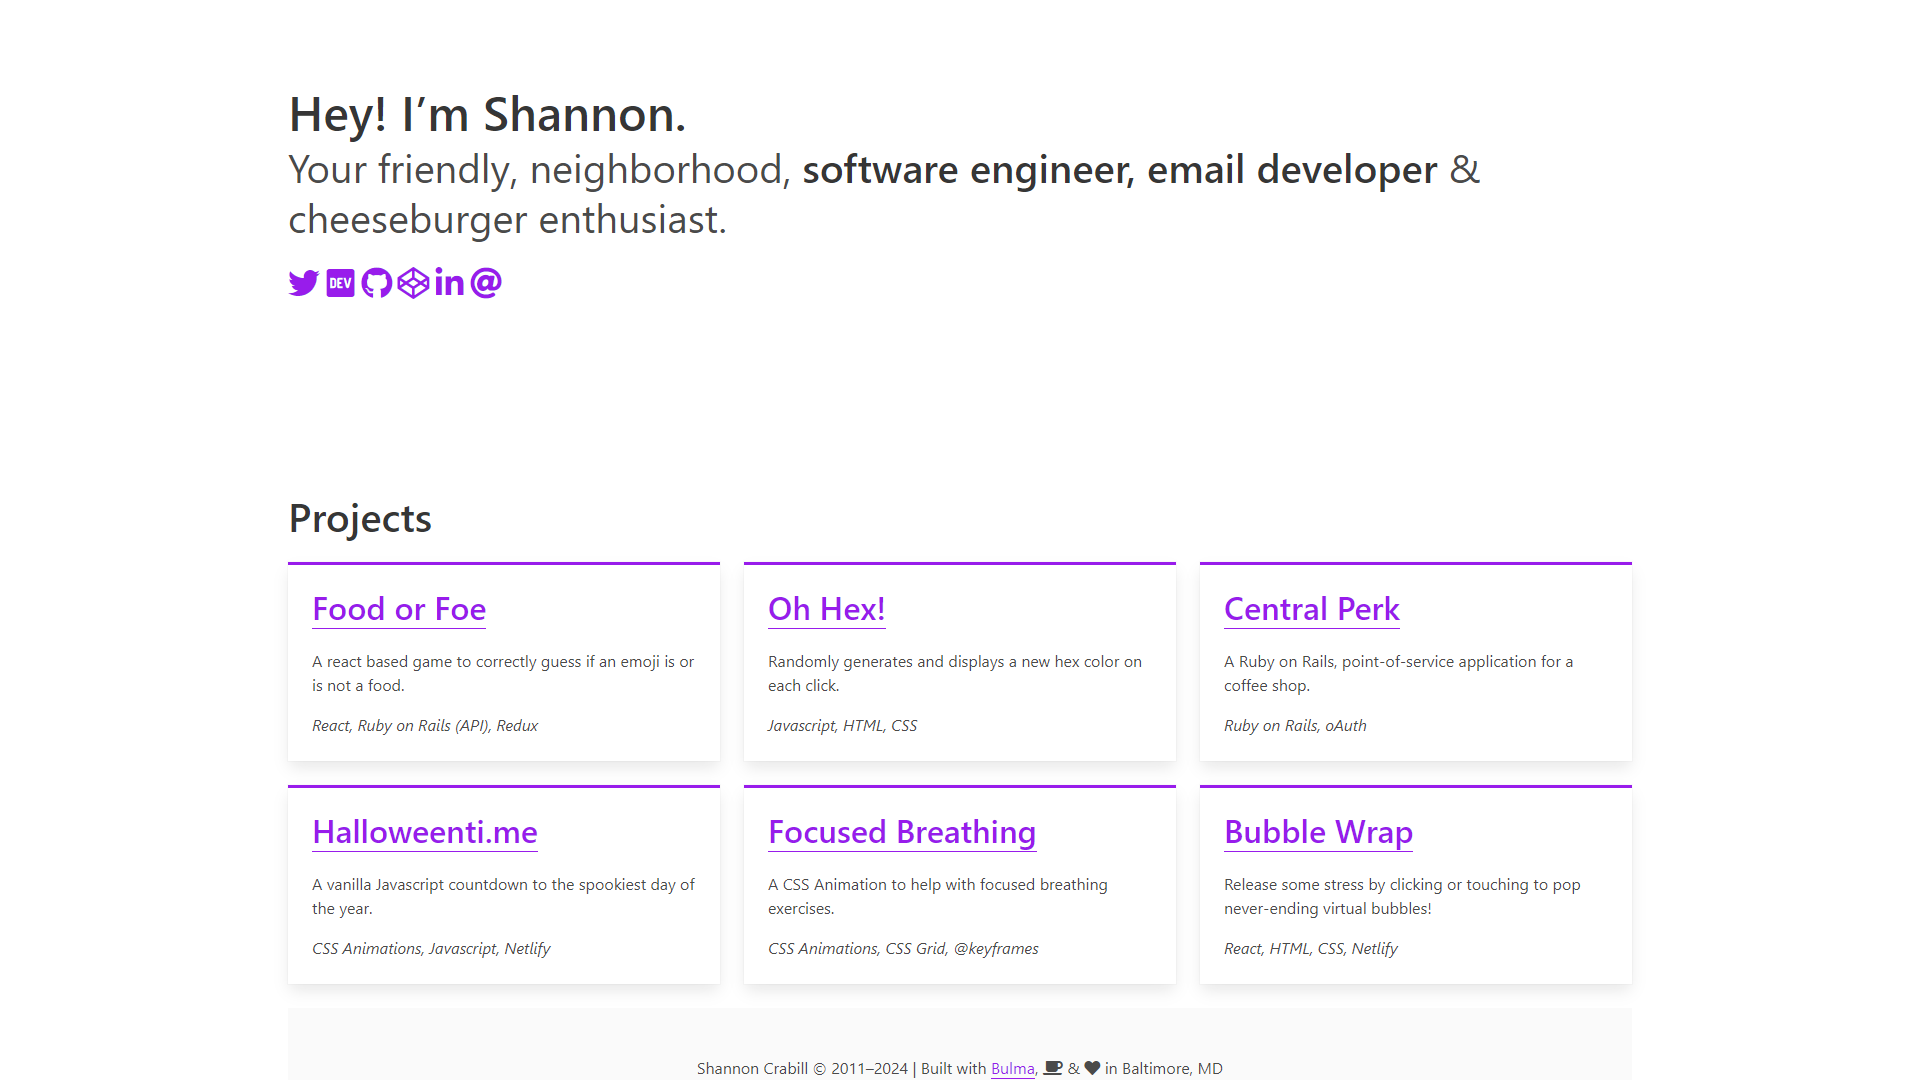 Hey! I’m Shannon.
Your friendly, neighborhood, software engineer, email developer &
cheeseburger enthusiast.
DEV in @
Projects
Food or Foe
A react based game to correctly guess if an emoji is or
is not a food.
React, Ruby on Rails (API), Redux
Oh Hex!
Randomly generates and displays a new hex color on
each click.
Javascript, HTML, CSS
Central Perk
A Ruby on Rails, point-of-service application for a
coffee shop.
Ruby on Rails, oAuth
Halloweenti.me
A vanilla Javascript countdown to the spookiest day of
the year.
CSS Animations, Javascript, Netlify
Focused Breathing
A CSS Animation to help with focused breathing
exercises.
CSS Animations, CSS Grid, @keyframes
Bubble Wrap
Release some stress by clicking or touching to pop
never-ending virtual bubbles!
React, HTML, CSS, Netlify
Shannon Crabill © 2011–2024 | Built with Bulma, & in Baltimore, MD